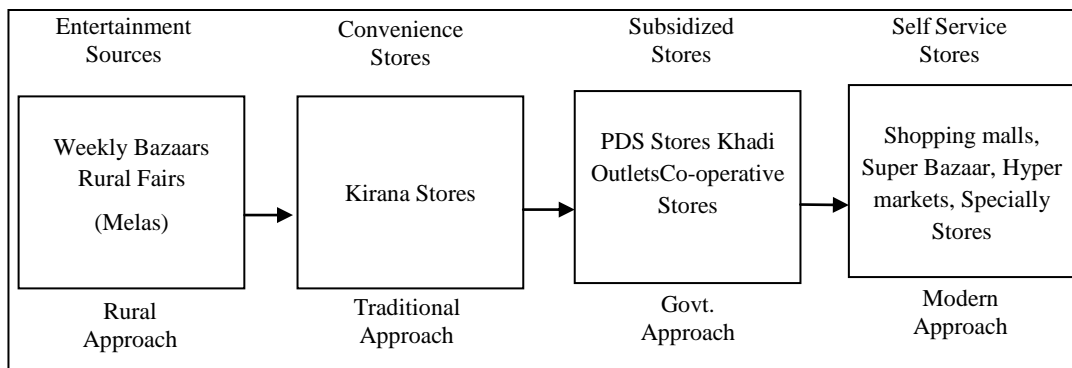 Entertainment
Sources
Weekly Bazaars
Rural Fairs
(Melas)
Rural
Approach
Convenience
Stores
Kirana Stores
Traditional
Approach
Subsidized
Stores
PDS Stores Khadi
OutletsCo-operative
Stores
Govt.
Approach
Self Service
Stores
Shopping malls,
Super Bazaar, Hyper
markets, Specially
Stores
Modern
Approach